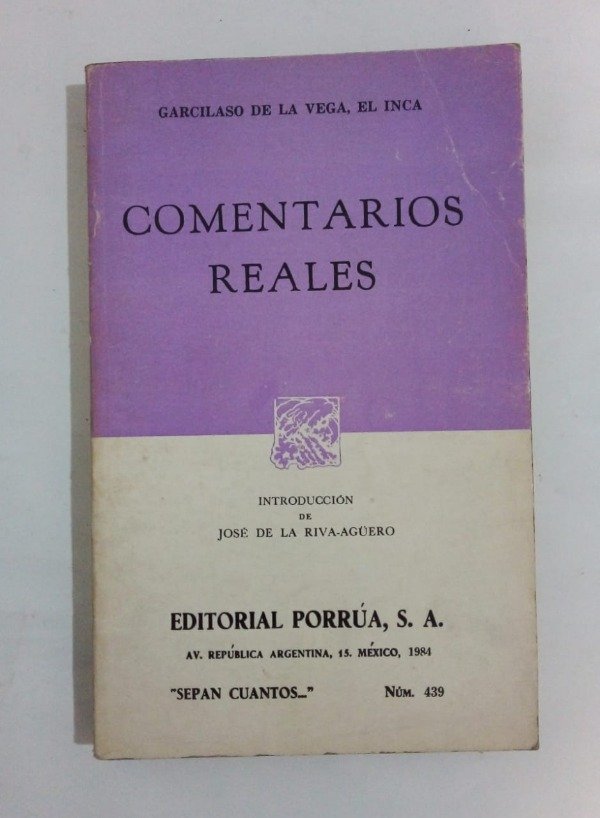 GARCILASO DE LA VEGA, EL INCA
COMENTARIOS
REALES
INTRODUCCIÓN
DE
JOSÉ DE LA RIVA-AGÜERO
EDITORIAL PORRÚA, S. A.
AV. REPÚBLICA ARGENTINA, 15. MÉXICO, 1984
"SEPAN CUANTOS..." NÚM. 439